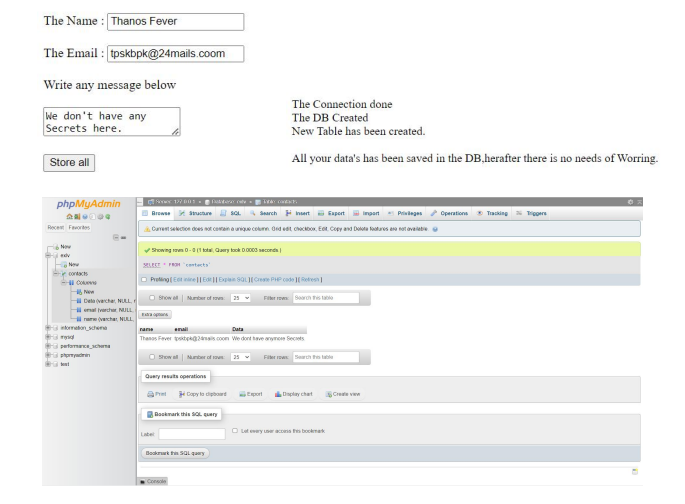 The Name : Thanos Fever
The Email : tpskbpk@24mails.coom
Write any message below
We don't have any
Secrets here.
Store all
The Connection done
The DB Created
New Table has been created.
All your data's has been saved in the DB,herafter there is no needs of Worring.
phpMyAdmin
Recent Favorites
New
exiv
New
contacts
Columns
New
Data (varchar, NULL, r
email (varchar, NULL,
name (varchar, NULL,
information_schema
mysql
performance_schema
phpmyadmin
test
Server: 127.0.0.1 » Database: exiv » Table: contacts
Browse Structure SQL Search Insert Export Import Privileges Operations Tracking Triggers
Current selection does not contain a unique column. Grid edit, checkbox, Edit, Copy and Delete features are not available.
Showing rows 0 - 0 (1 total, Query took 0.0003 seconds.)
SELECT * FROM `contacts`
Profiling [ Edit inline ] [ Edit ] [ Explain SQL ] [ Create PHP code ] [ Refresh ]
Show all | Number of rows: 25 Filter rows: Search this table
Extra options
name email Data
Thanos Fever tpskbpk@24mails.coom We dont have anymore Secrets.
Show all | Number of rows: 25 Filter rows: Search this table
Query results operations
Print Copy to clipboard Export Display chart Create view
Bookmark this SQL query
Label: Let every user access this bookmark
Bookmark this SQL query
Console